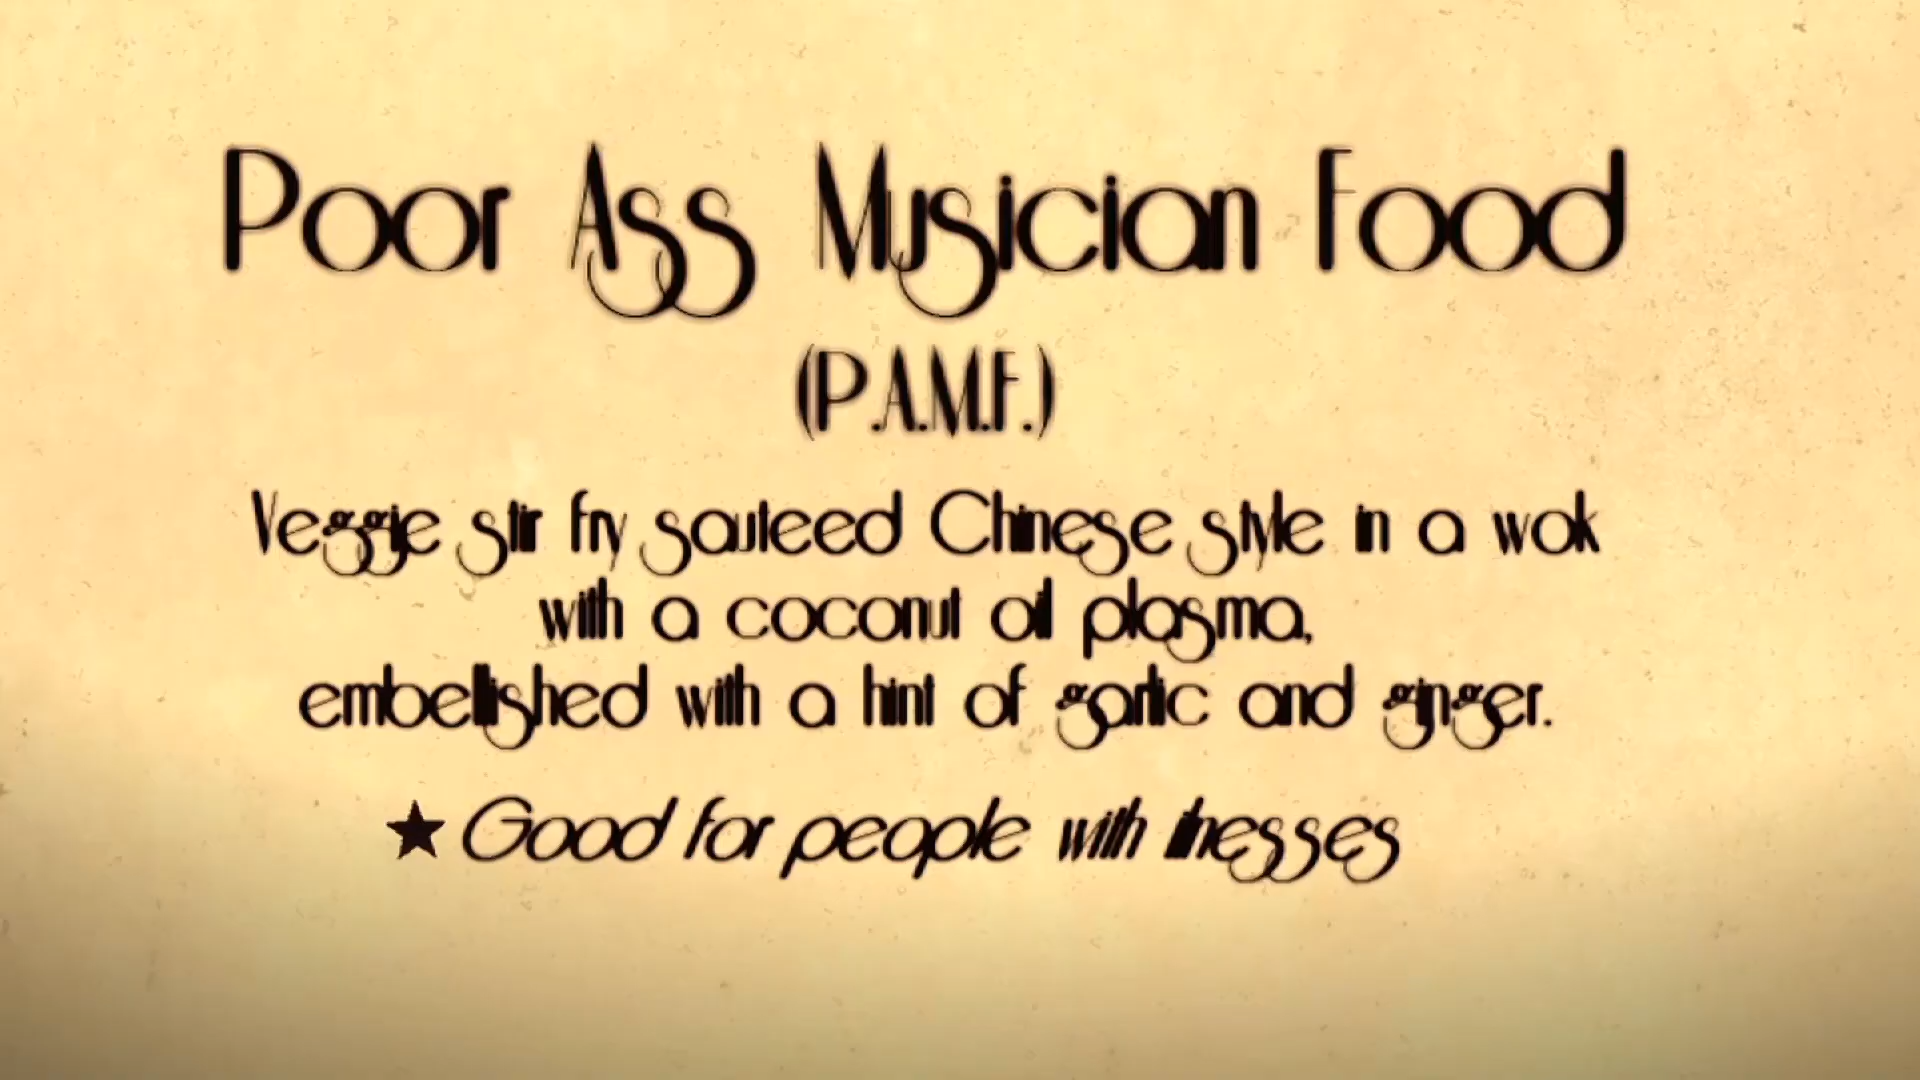 Poor Ass Musician Food
(P.A.M.F.)
Veggie stir fry sauteed Chinese style in a wok
with a coconut oil plasma,
embellished with a hint of garlic and ginger.
★ Good for people with illnesses